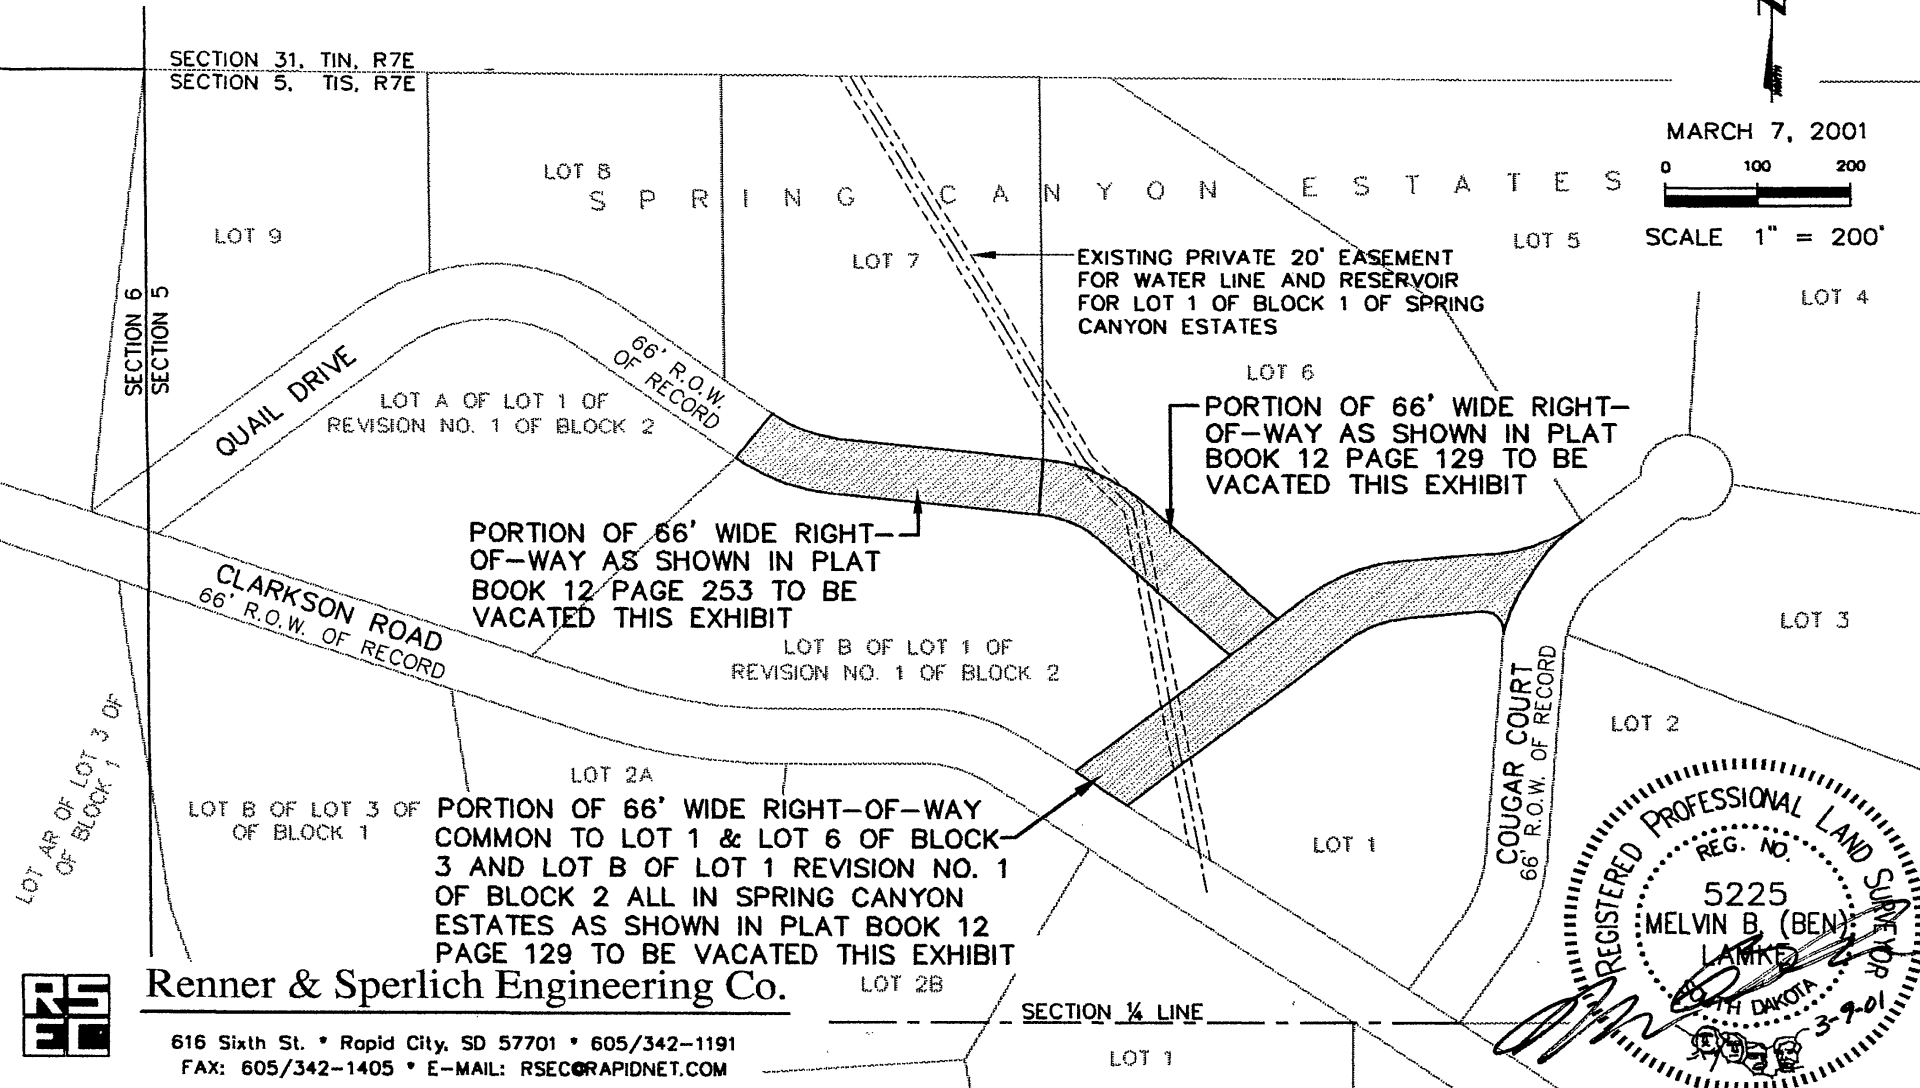 SECTION 31, T1N, R7E
SECTION 5, T1S, R7E
N
MARCH 7, 2001
0 100 200
SCALE 1" = 200'
LOT 8
SPRING CANYON ESTATES
LOT 9
LOT 7
LOT 5
LOT 4
EXISTING PRIVATE 20' EASEMENT
FOR WATER LINE AND RESERVOIR
FOR LOT 1 OF BLOCK 1 OF SPRING
CANYON ESTATES
SECTION 6
SECTION 5
QUAIL DRIVE
66' R.O.W.
OF RECORD
LOT 6
LOT A OF LOT 1 OF
REVISION NO. 1 OF BLOCK 2
PORTION OF 66' WIDE RIGHT-
OF-WAY AS SHOWN IN PLAT
BOOK 12 PAGE 129 TO BE
VACATED THIS EXHIBIT
PORTION OF 66' WIDE RIGHT-
OF-WAY AS SHOWN IN PLAT
BOOK 12 PAGE 253 TO BE
VACATED THIS EXHIBIT
CLARKSON ROAD
66' R.O.W. OF RECORD
LOT B OF LOT 1 OF
REVISION NO. 1 OF BLOCK 2
LOT 3
LOT 2
COUGAR COURT
66' R.O.W. OF RECORD
LOT AR OF LOT 3 OF
OF BLOCK 1
LOT B OF LOT 3 OF
OF BLOCK 1
LOT 2A
PORTION OF 66' WIDE RIGHT-OF-WAY
COMMON TO LOT 1 & LOT 6 OF BLOCK
3 AND LOT B OF LOT 1 REVISION NO. 1
OF BLOCK 2 ALL IN SPRING CANYON
ESTATES AS SHOWN IN PLAT BOOK 12
PAGE 129 TO BE VACATED THIS EXHIBIT
LOT 1
LOT 2B
SECTION ¼ LINE
LOT 1
REGISTERED PROFESSIONAL LAND SURVEYOR
REG. NO.
5225
MELVIN B. (BEN)
LAMKE
SOUTH DAKOTA
3-9-01
RS
EC
Renner & Sperlich Engineering Co.
616 Sixth St. * Rapid City, SD 57701 * 605/342-1191
FAX: 605/342-1405 * E-MAIL: RSEC@RAPIDNET.COM